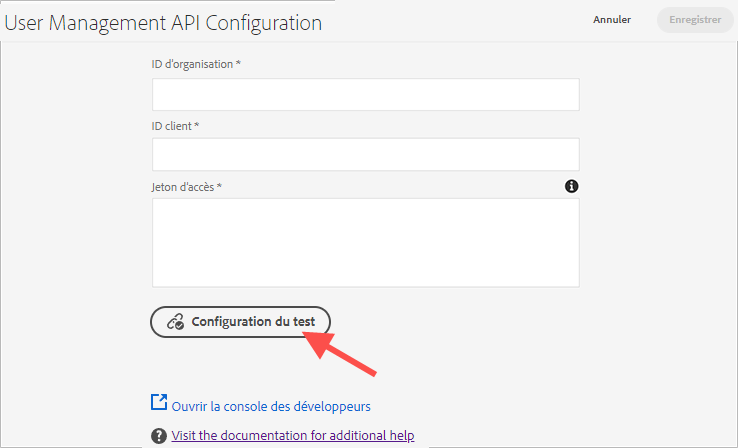 User Management API Configuration
Annuler
Enregistrer
ID d'organisation *
ID client *
Jeton d'accès *
Configuration du test
Ouvrir la console des développeurs
Visit the documentation for additional help